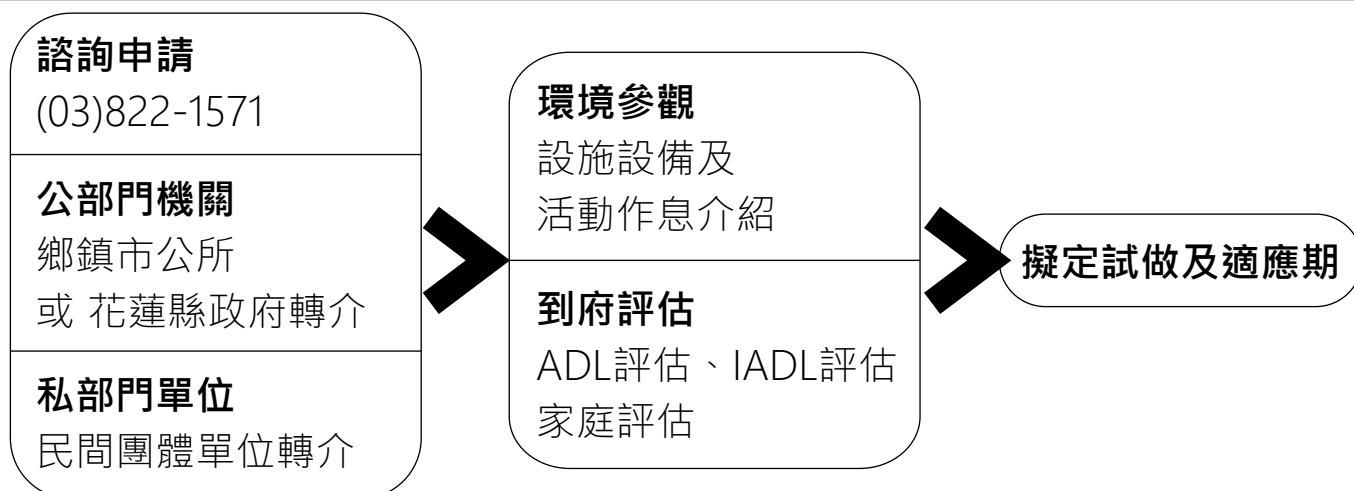 諮詢申請
(03)822-1571
公部門機關
鄉鎮市公所
或 花蓮縣政府轉介
私部門單位
民間團體單位轉介
環境參觀
設施設備及
活動作息介紹
到府評估
ADL評估、IADL評估
家庭評估
擬定試做及適應期